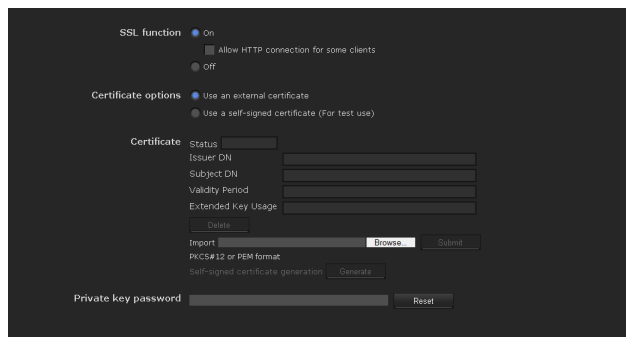 SSL function On
Allow HTTP connection for some clients
Off
Certificate options Use an external certificate
Use a self-signed certificate (For test use)
Certificate Status
Issuer DN
Subject DN
Validity Period
Extended Key Usage
Delete
Import Browse... Submit
PKCS#12 or PEM format
Self-signed certificate generation Generate
Private key password Reset